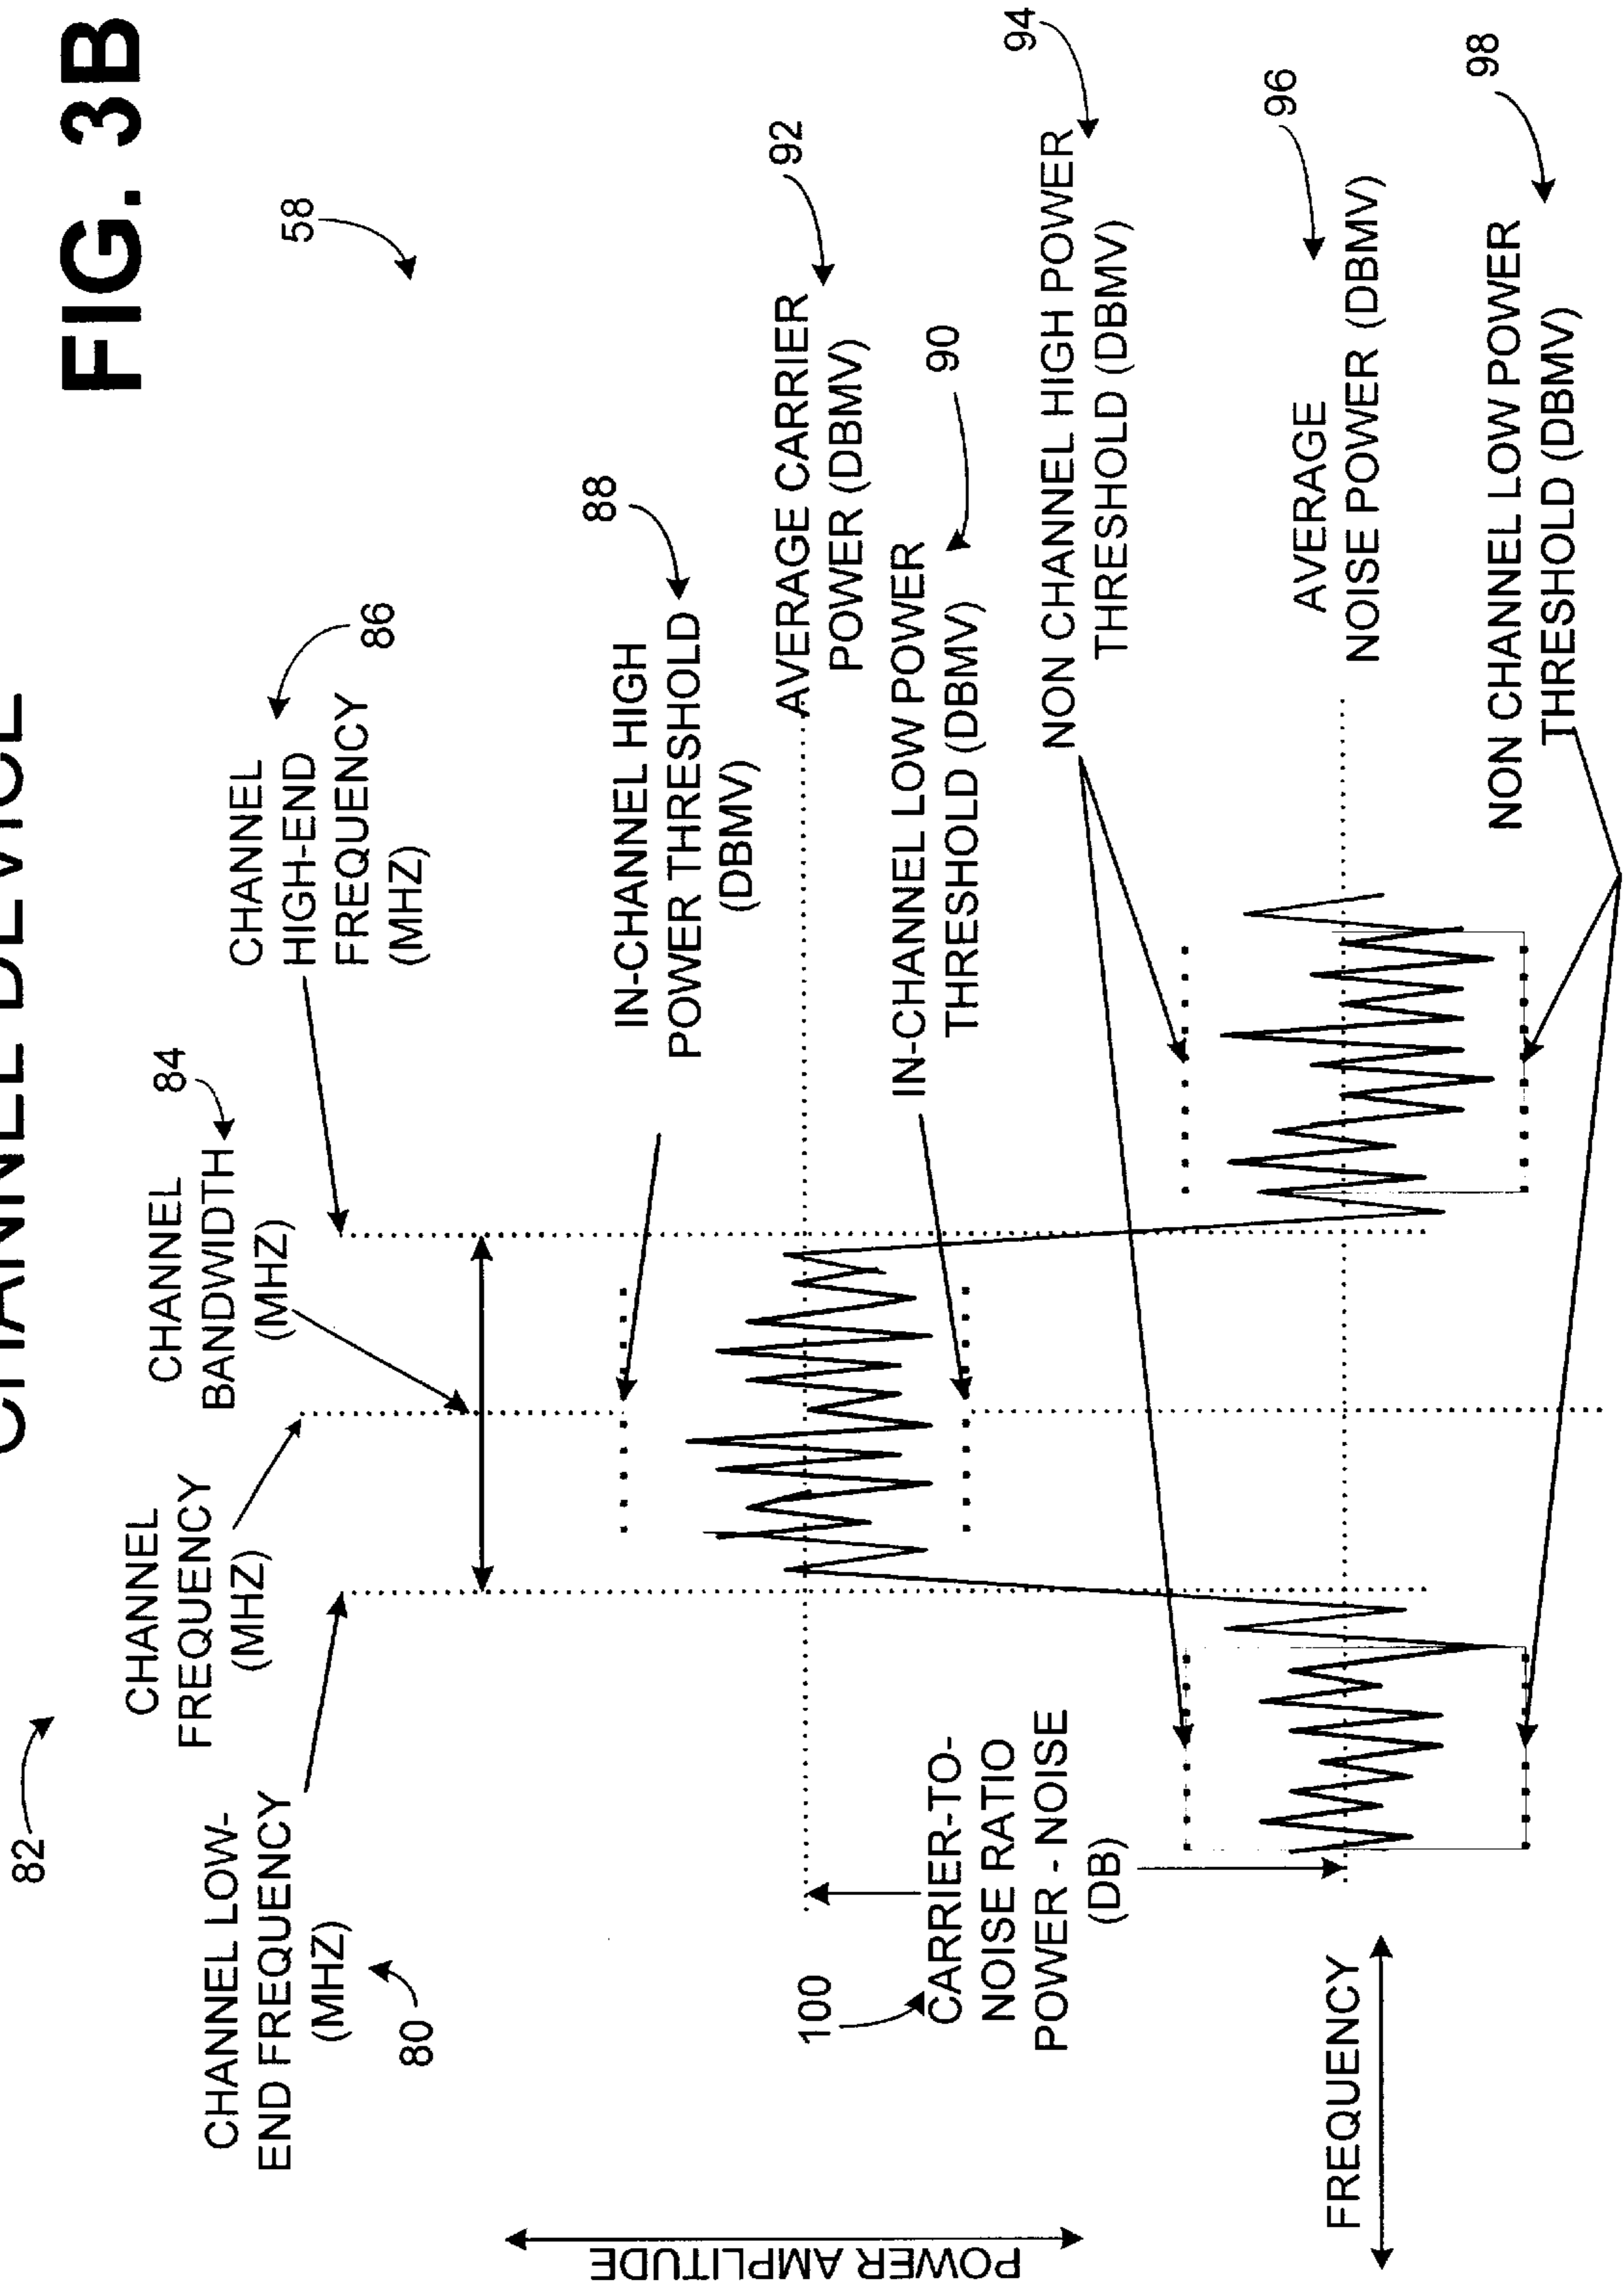 CHANNEL DEVICE
FIG. 3B
58
82
CHANNEL
FREQUENCY
(MHZ)
CHANNEL
BANDWIDTH
(MHZ)
84
CHANNEL LOW-
END FREQUENCY
(MHZ)
80
CHANNEL
HIGH-END
FREQUENCY
(MHZ)
86
IN-CHANNEL HIGH
POWER THRESHOLD
(DBMV)
88
AVERAGE CARRIER
POWER (DBMV)
92
IN-CHANNEL LOW POWER
THRESHOLD (DBMV)
90
100
CARRIER-TO-
NOISE RATIO
POWER - NOISE
(DB)
NON CHANNEL HIGH POWER
THRESHOLD (DBMV)
94
AVERAGE
NOISE POWER (DBMV)
96
NON CHANNEL LOW POWER
THRESHOLD (DBMV)
98
POWER AMPLITUDE
FREQUENCY